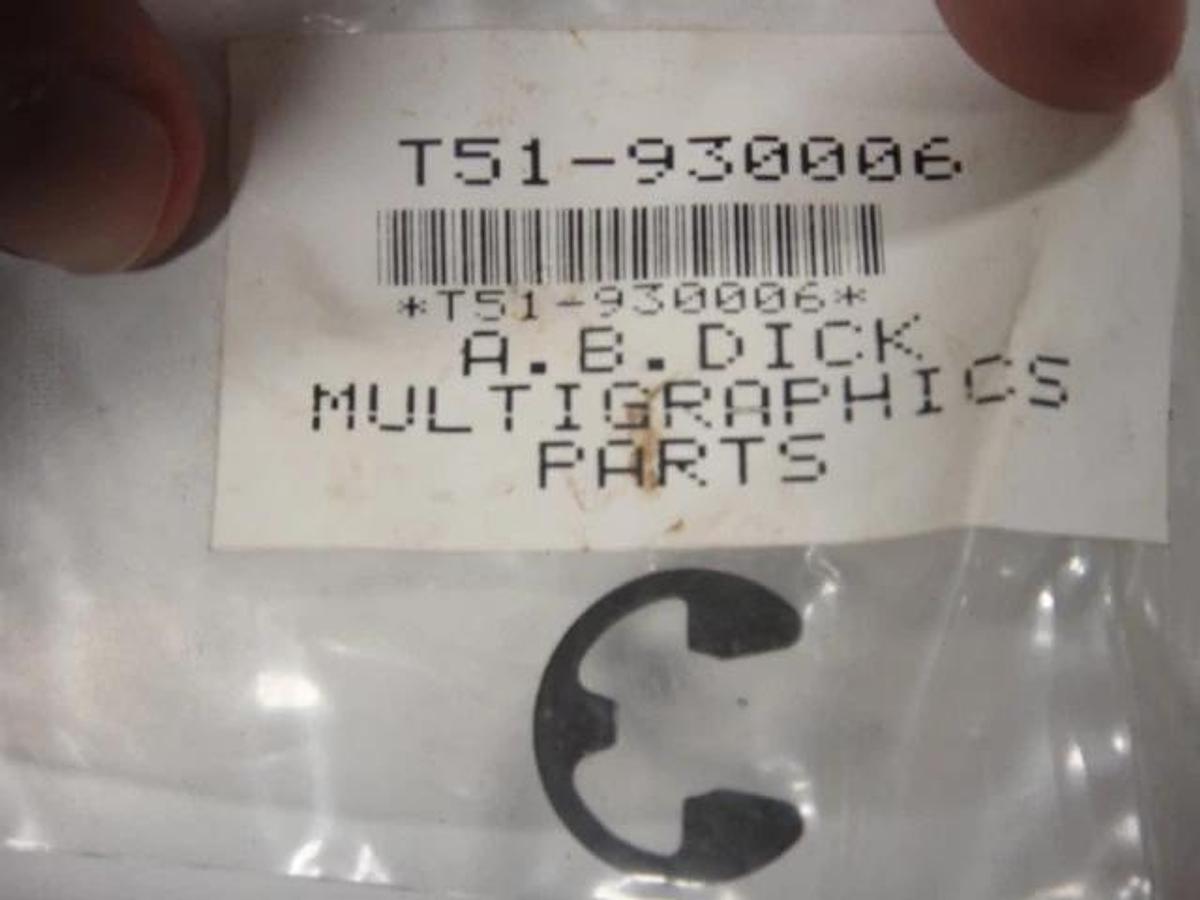 T51-930006
*T51-930006*
A.B.DICK
MULTIGRAPHICS
PARTS